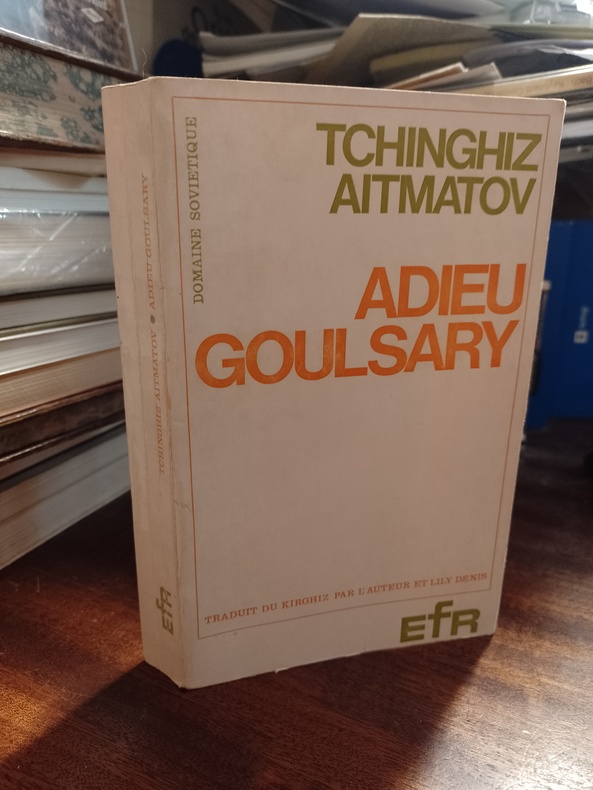 DOMAINE SOVIETIQUE
TCHINGHIZ
AITMATOV
ADIEU
GOULSARY
TRADUIT DU KIRGHIZ PAR L'AUTEUR ET LILY DENIS
EfR
TCHINGHIZ AITMATOV ● ADIEU GOULSARY
EfR